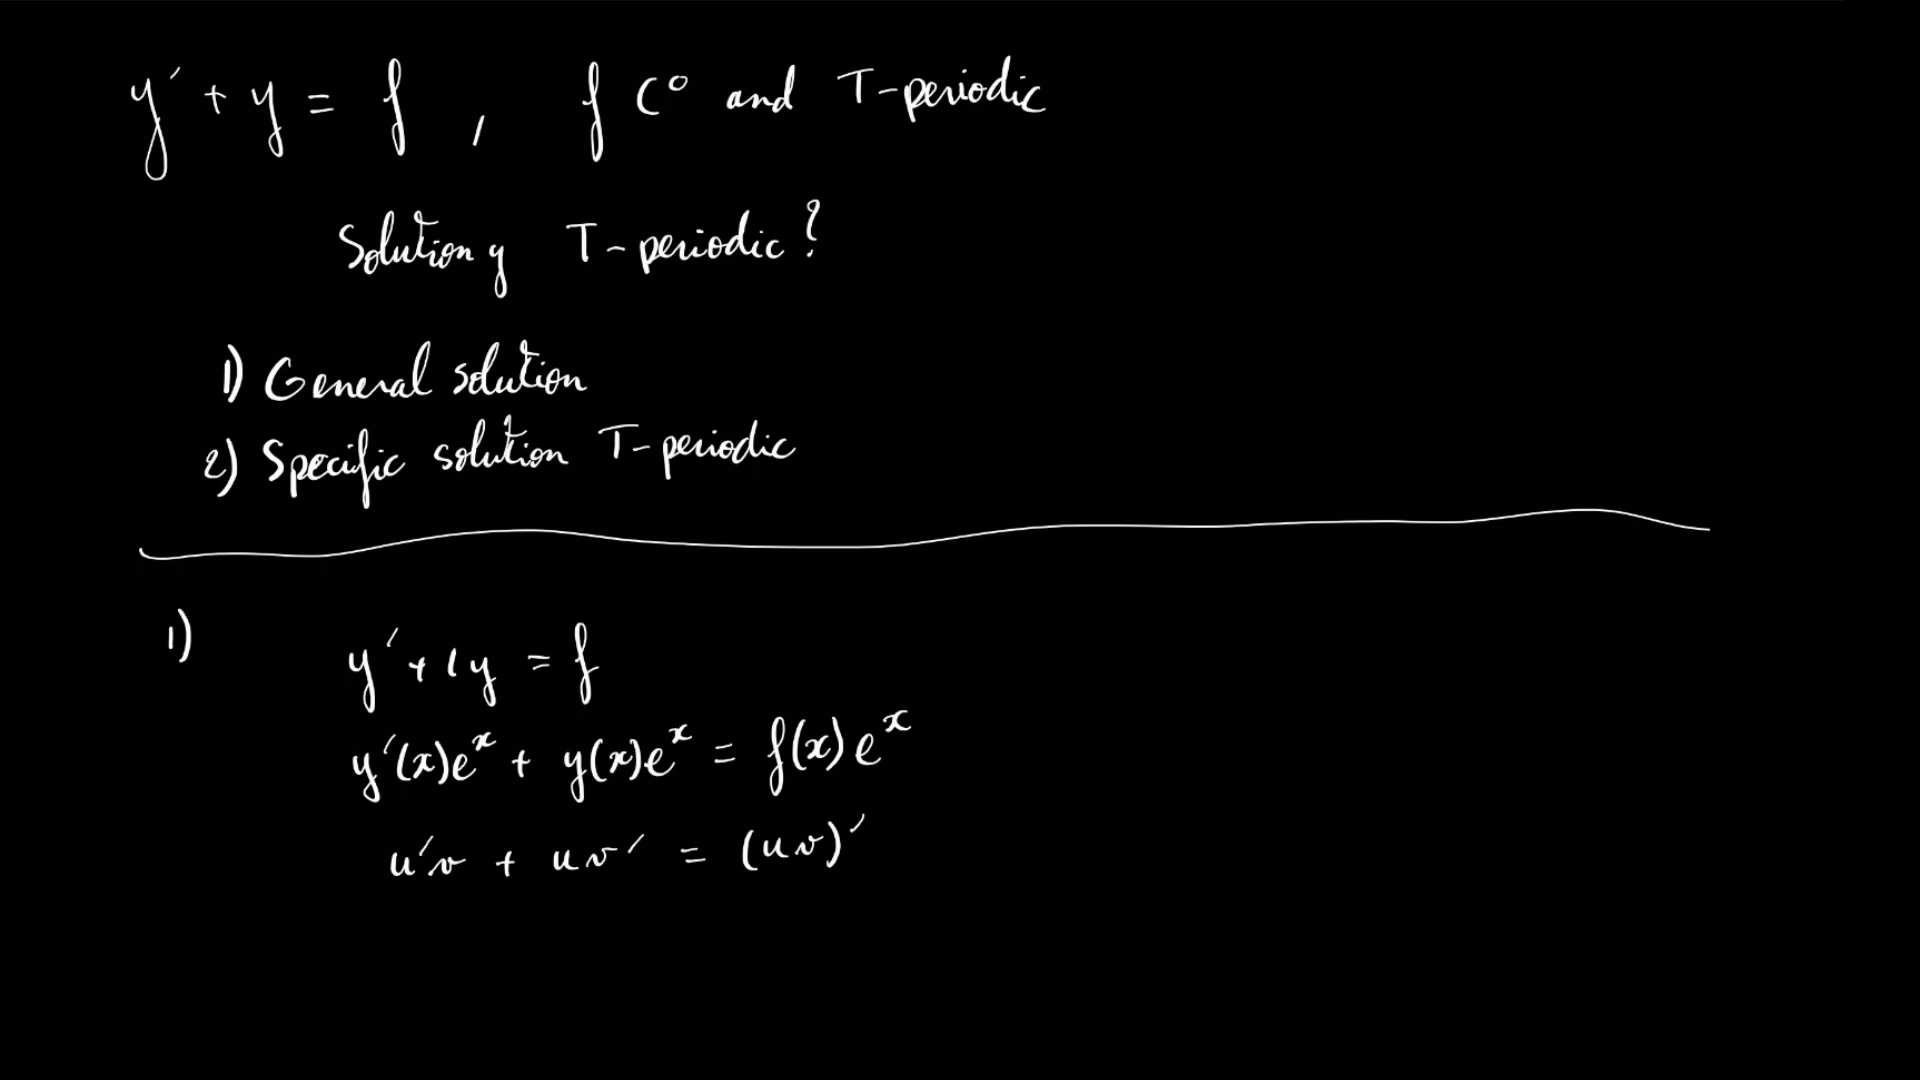 y' + y = f , f C⁰ and T-periodic
Solution y T-periodic ?
1) General solution
2) Specific solution T-periodic
1) y' + 1y = f
y'(x)eˣ + y(x)eˣ = f(x)eˣ
u'v + uv' = (uv)'